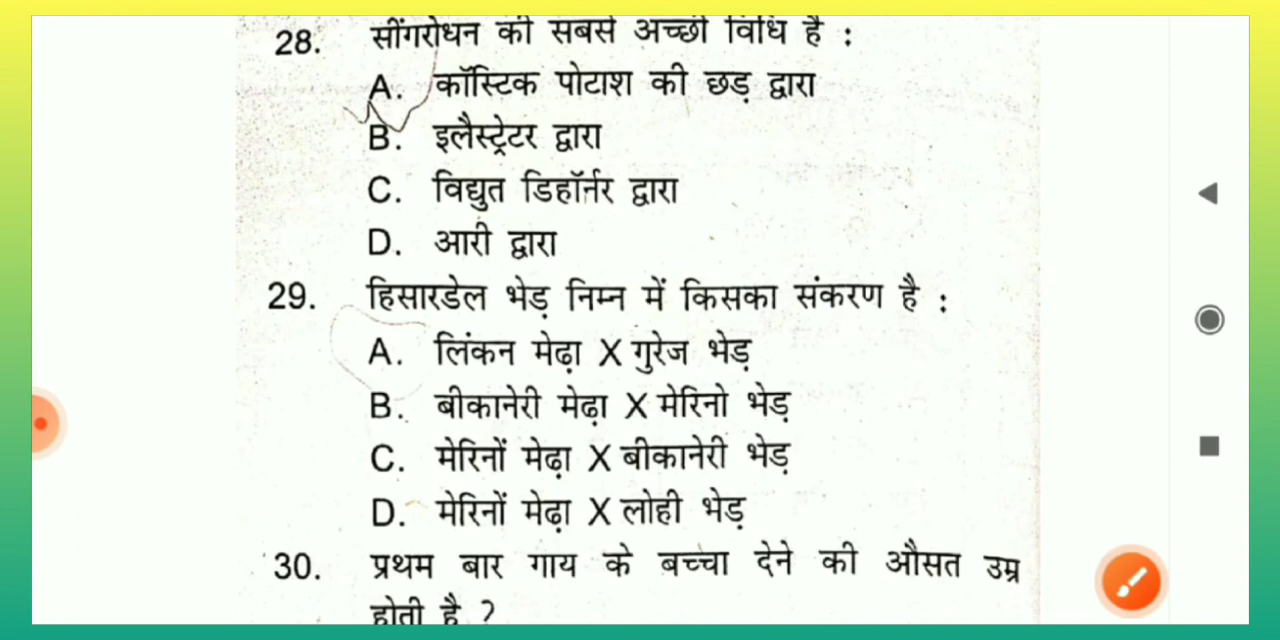 28. सींगरोधन की सबसे अच्छी विधि है :
A. कॉस्टिक पोटाश की छड़ द्वारा
B. इलैस्ट्रेटर द्वारा
C. विद्युत डिहॉर्नर द्वारा
D. आरी द्वारा
29. हिसारडेल भेड़ निम्न में किसका संकरण है :
A. लिंकन मेढ़ा X गुरेज भेड़
B. बीकानेरी मेढ़ा X मेरिनो भेड़
C. मेरिनों मेढ़ा X बीकानेरी भेड़
D. मेरिनों मेढ़ा X लोही भेड़
30. प्रथम बार गाय के बच्चा देने की औसत उम्र
होती है ?